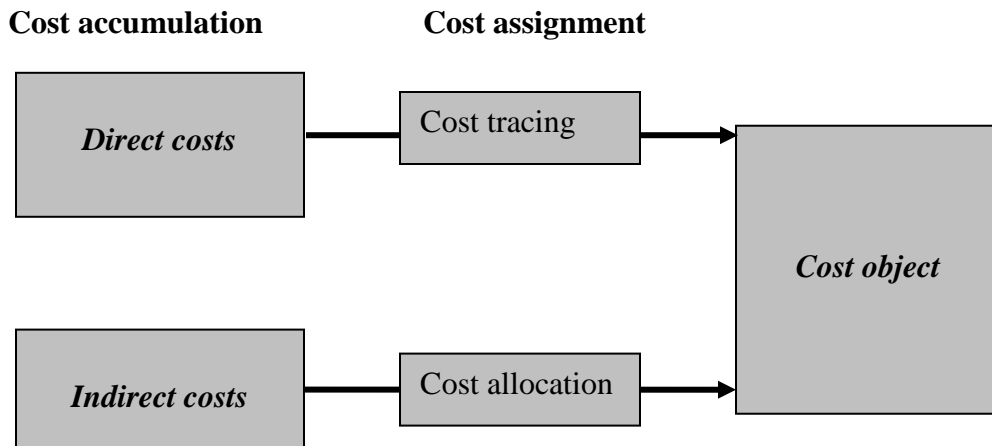 Cost accumulation Cost assignment
Direct costs
Cost tracing
Cost object
Indirect costs
Cost allocation